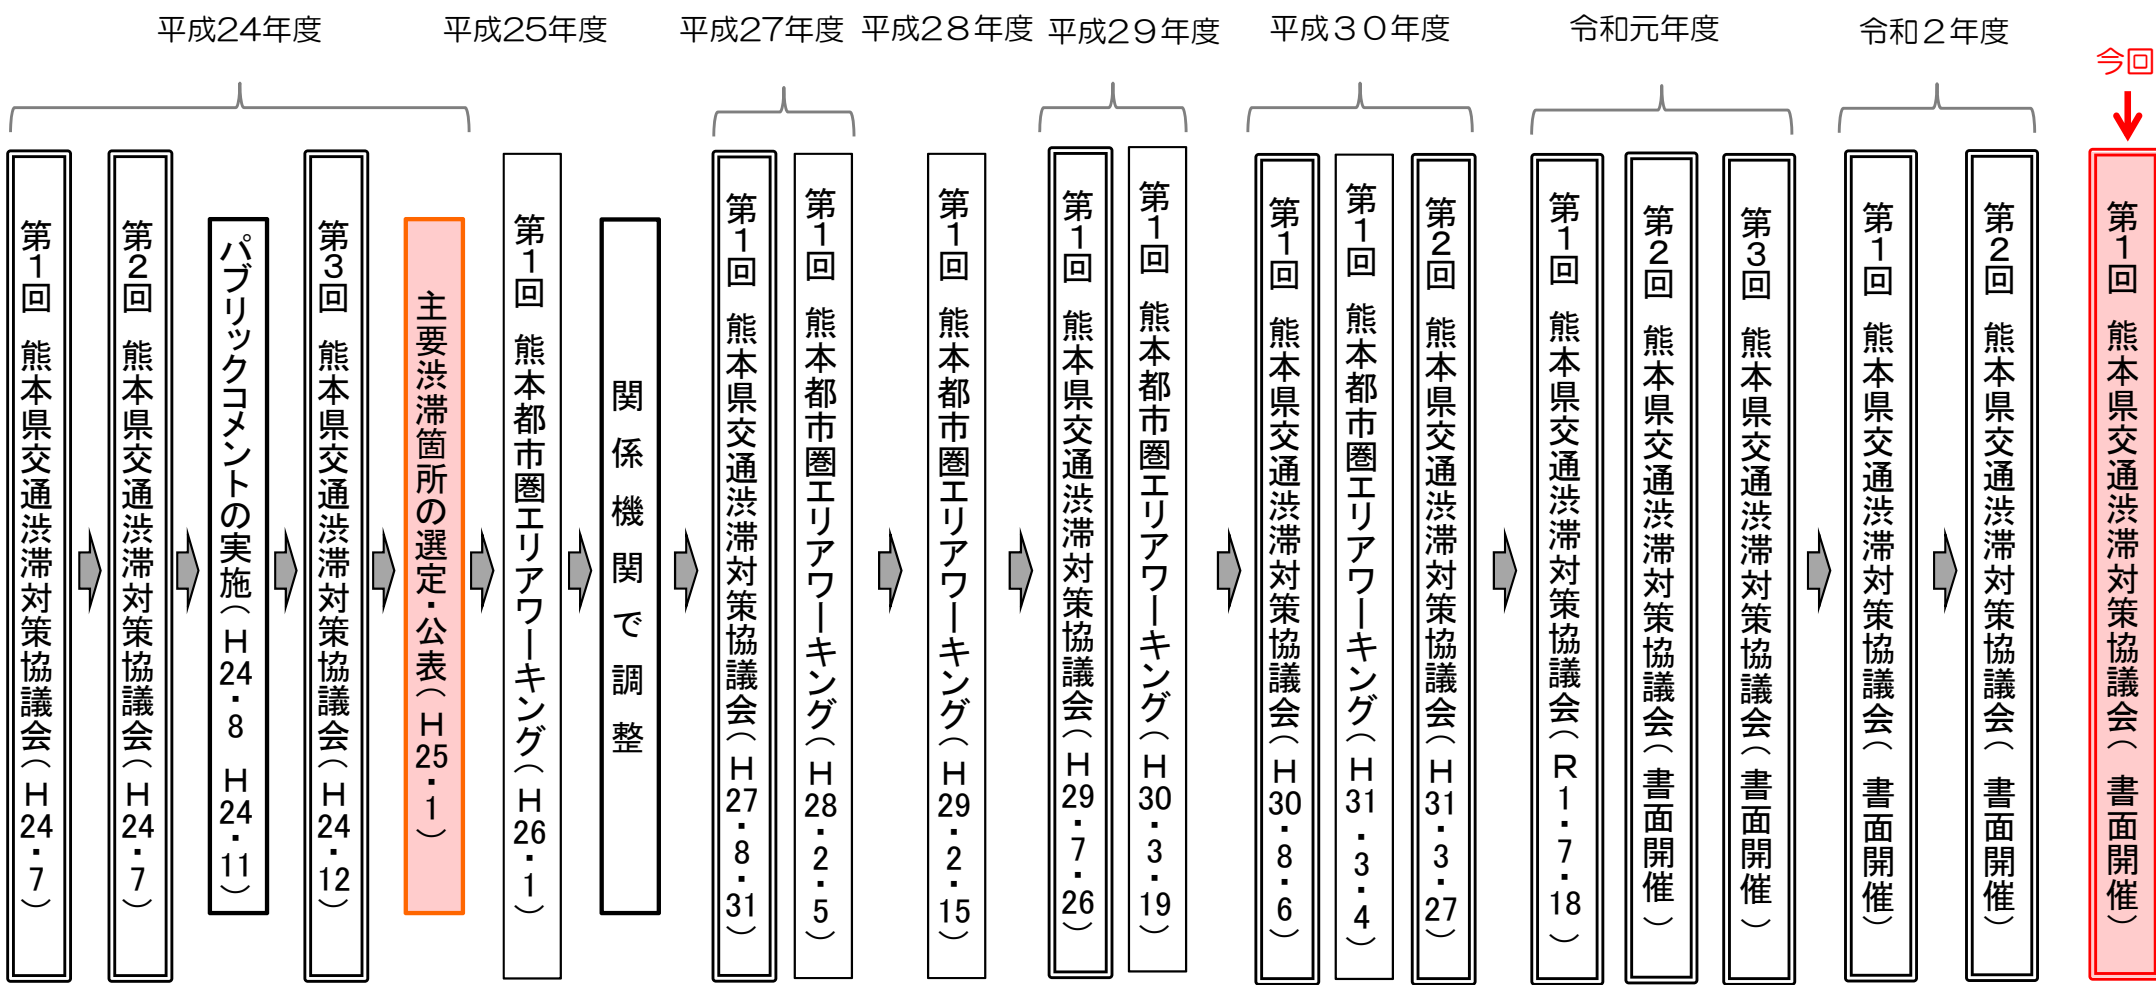 平成24年度
平成25年度
平成27年度
平成28年度
平成29年度
平成30年度
令和元年度
令和2年度
今回
第1回 熊本県交通渋滞対策協議会(H24・7)
第2回 熊本県交通渋滞対策協議会(H24・7)
パブリックコメントの実施(H24・8 H24・11)
第3回 熊本県交通渋滞対策協議会(H24・12)
主要渋滞箇所の選定・公表(H25・1)
第1回 熊本都市圏エリアワーキング(H26・1)
関係機関で調整
第1回 熊本県交通渋滞対策協議会(H27・8・31)
第1回 熊本都市圏エリアワーキング(H28・2・5)
第1回 熊本都市圏エリアワーキング(H29・2・15)
第1回 熊本県交通渋滞対策協議会(H29・7・26)
第1回 熊本都市圏エリアワーキング(H30・3・19)
第1回 熊本県交通渋滞対策協議会(H30・8・6)
第1回 熊本都市圏エリアワーキング(H31・3・4)
第2回 熊本県交通渋滞対策協議会(H31・3・27)
第1回 熊本県交通渋滞対策協議会(R1・7・18)
第2回 熊本県交通渋滞対策協議会(書面開催)
第3回 熊本県交通渋滞対策協議会(書面開催)
第1回 熊本県交通渋滞対策協議会(書面開催)
第2回 熊本県交通渋滞対策協議会(書面開催)
第1回 熊本県交通渋滞対策協議会(書面開催)